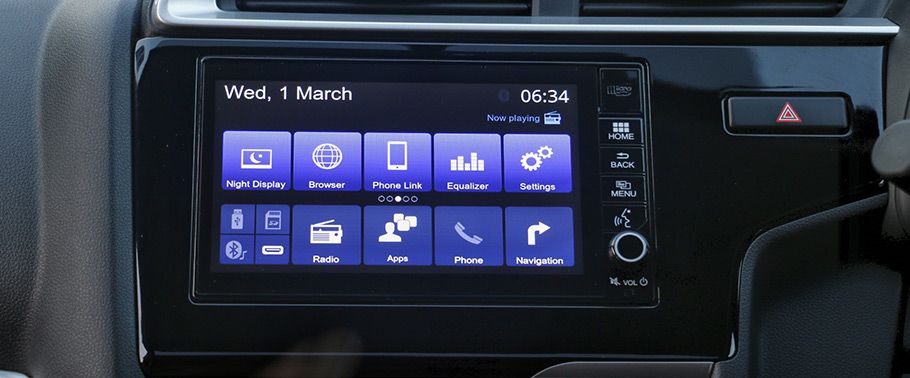 Wed, 1 March
06:34
Now playing
Night Display
Browser
Phone Link
Equalizer
Settings
Radio
Apps
Phone
Navigation
HOME
BACK
MENU
VOL